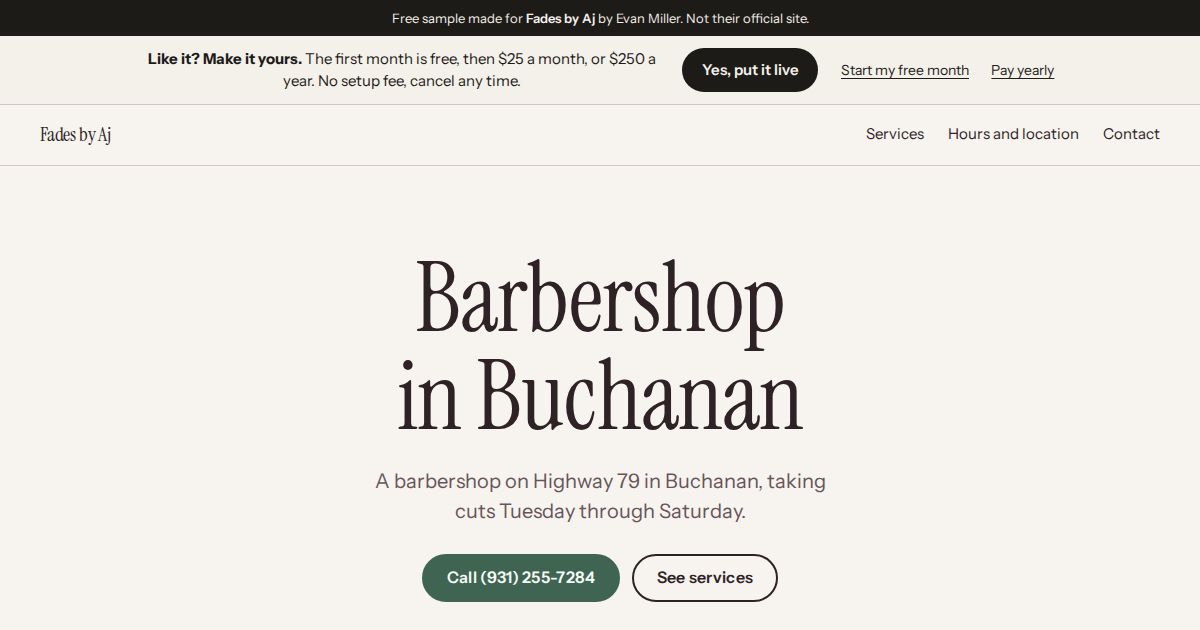 Free sample made for Fades by Aj by Evan Miller. Not their official site.
Like it? Make it yours. The first month is free, then $25 a month, or $250 a
year. No setup fee, cancel any time.
Yes, put it live
Start my free month
Pay yearly
Fades by Aj
Services
Hours and location
Contact
Barbershop
in Buchanan
A barbershop on Highway 79 in Buchanan, taking
cuts Tuesday through Saturday.
Call (931) 255-7284
See services